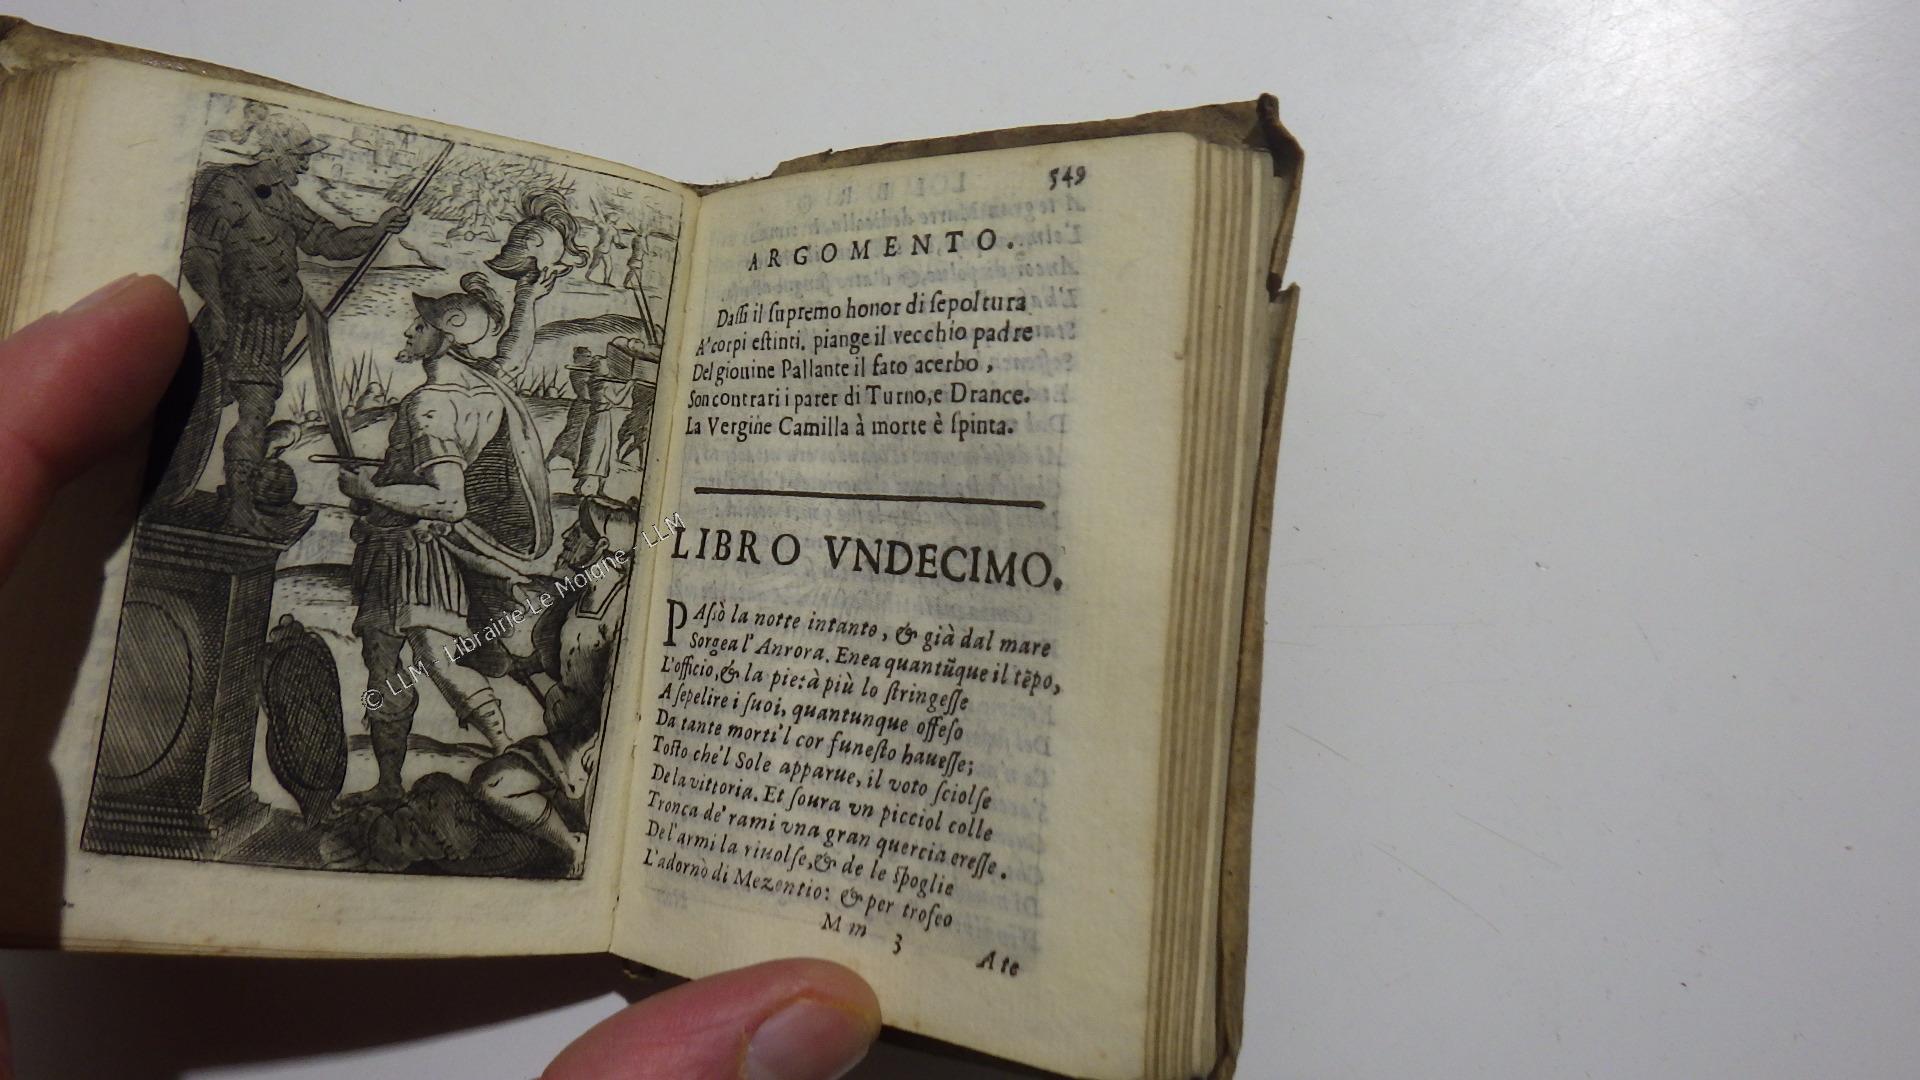 549
ARGOMENTO.
Daſſi il ſupremo honor di ſepoltura
A' corpi eſtinti. piange il vecchio padre
Del giouine Pallante il fato acerbo,
Son contrari i parer di Turno, e Drance.
La Vergine Camilla à morte è ſpinta.
LIBRO VNDECIMO.
PAſsò la notte intanto, & già dal mare
Sorgea l'Anrora. Enea quantũque il tẽpo,
L'officio, & la pietà più lo ſtringeſſe
A ſepelire i ſuoi, quantunque offeſo
Da tante morti'l cor funeſto haueſſe;
Toſto che'l Sole apparue, il voto ſciolſe
De la vittoria. Et ſoura vn picciol colle
Tronca de' rami vna gran quercia ereſſe.
De l'armi la riuolſe, & de le ſpoglie
L'adornò di Mezentio: & per trofeo
Mm 3
A te
© LLM - Librairie Le Moigne - LLM